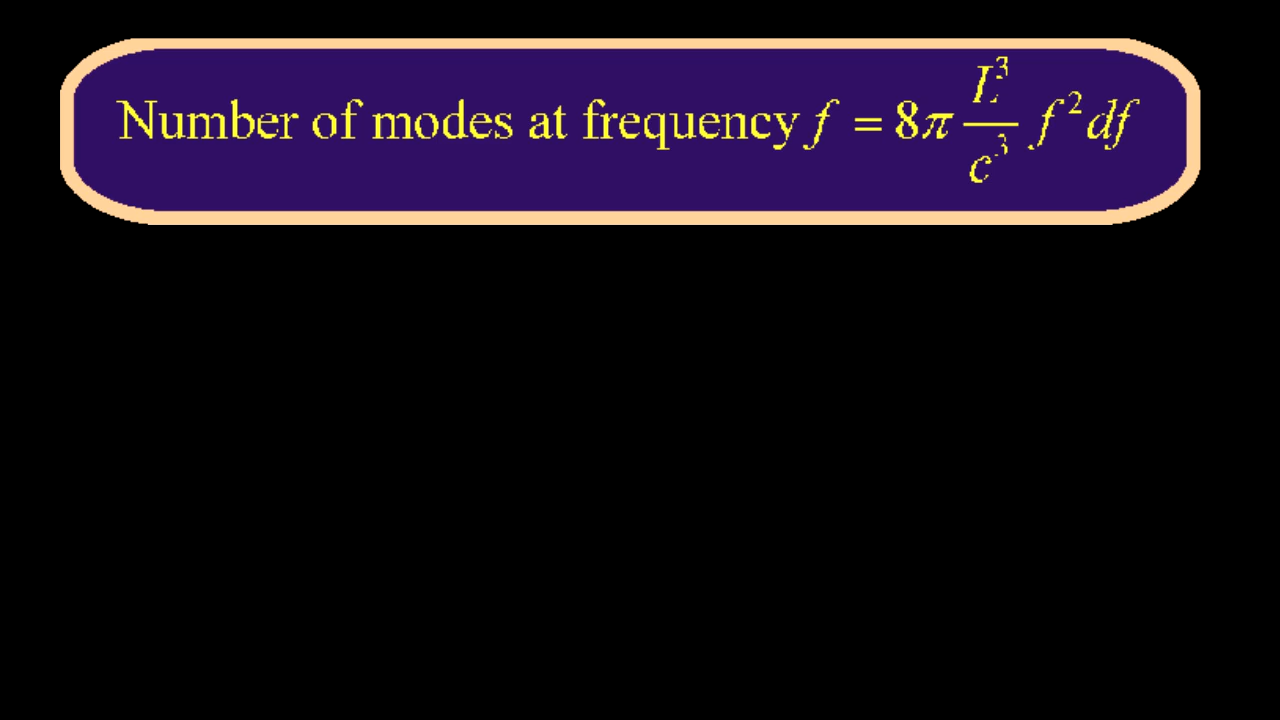 Number of modes at frequency f = 8π L³/c³ f² df